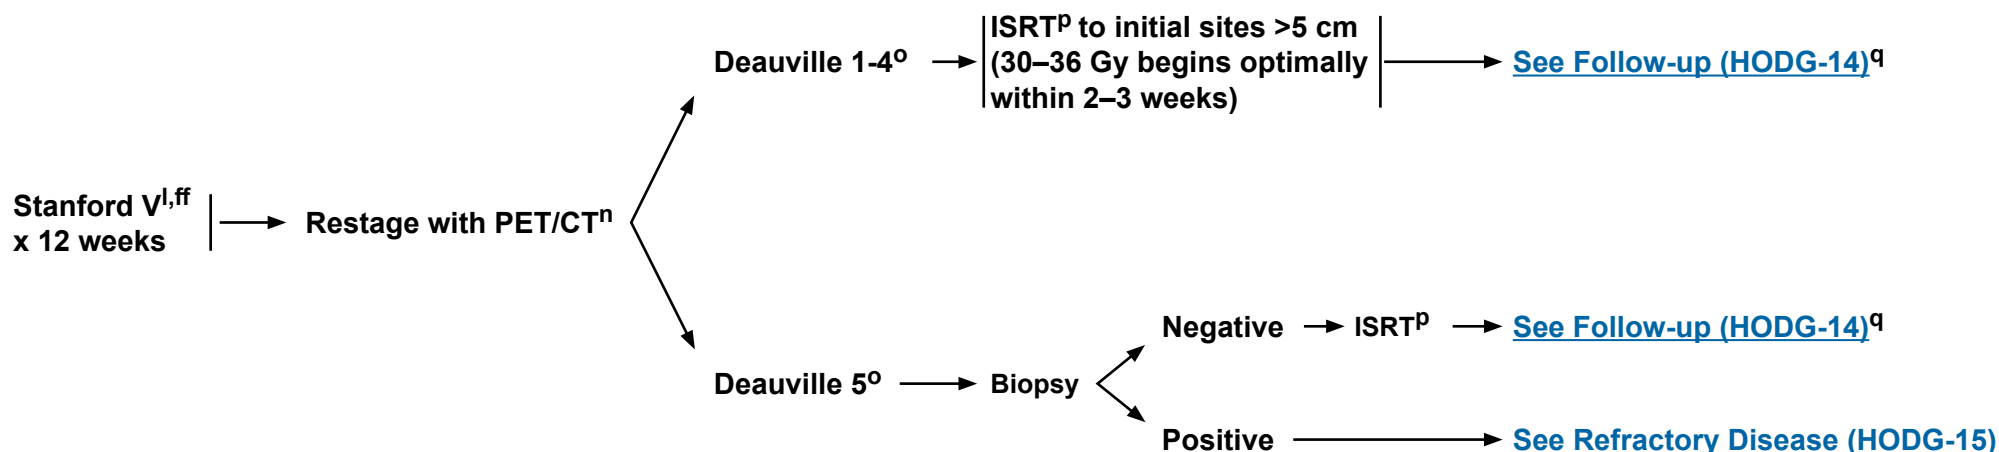 ISRTp to initial sites >5 cm
Deauville 1-4o
(30–36 Gy begins optimally
See Follow-up (HODG-14)q
within 2–3 weeks)
Stanford Vl,ff
x 12 weeks
Restage with PET/CTn
Negative
ISRTp
See Follow-up (HODG-14)q
Deauville 5o
Biopsy
Positive
See Refractory Disease (HODG-15)